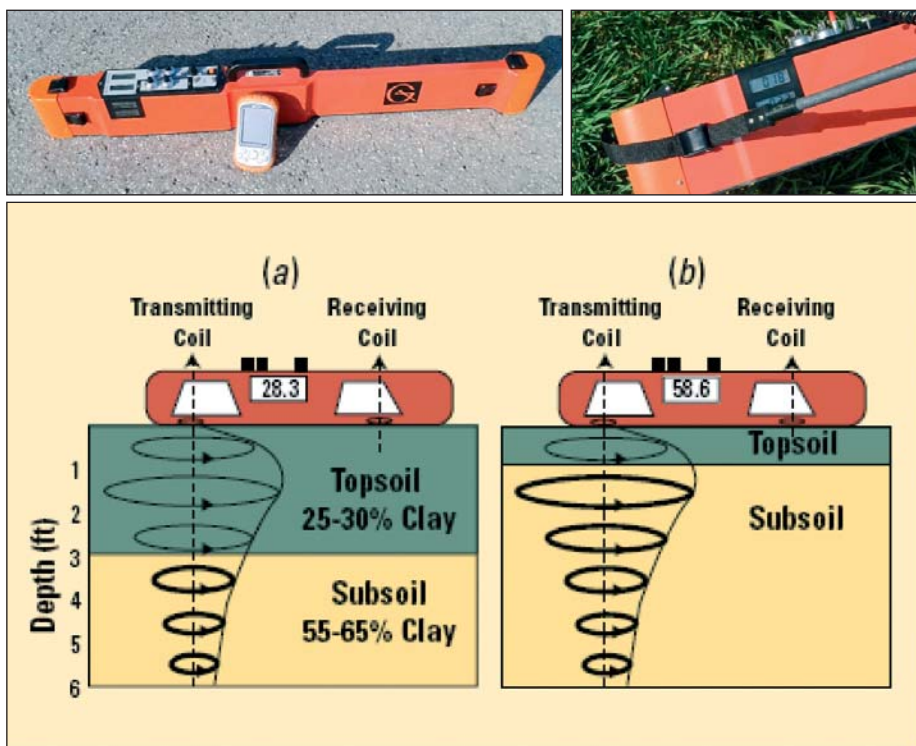 018
(a)
(b)
Transmitting
Coil
Receiving
Coil
Transmitting
Coil
Receiving
Coil
28.3
58.6
Topsoil
25-30% Clay
Topsoil
Subsoil
55-65% Clay
Subsoil
Depth (ft)
1
2
3
4
5
6